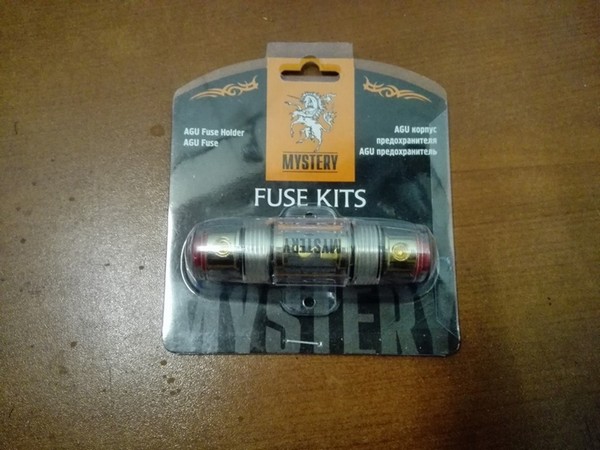 AGU Fuse Holder
AGU Fuse
MYSTERY
AGU корпус
предохранителя
AGU предохранитель
FUSE KITS
MYSTERY
MYSTERY